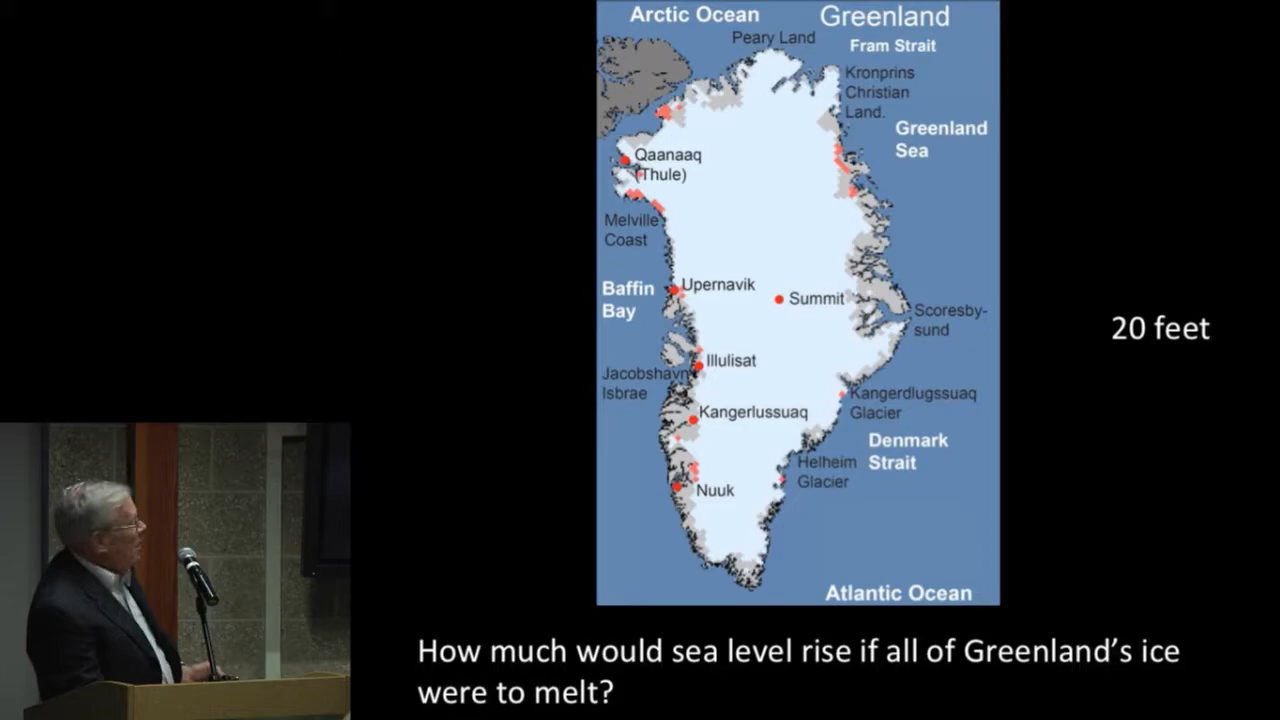 Arctic Ocean
Greenland
Peary Land
Fram Strait
Kronprins
Christian
Land.
Greenland
Sea
Qaanaaq
(Thule)
Melville
Coast
Baffin
Bay
Upernavik
Summit
Scoresby-
sund
20 feet
Illulisat
Jacobshavn
Isbrae
Kangerdlugssuaq
Glacier
Kangerlussuaq
Denmark
Strait
Helheim
Glacier
Nuuk
Atlantic Ocean
How much would sea level rise if all of Greenland’s ice
were to melt?